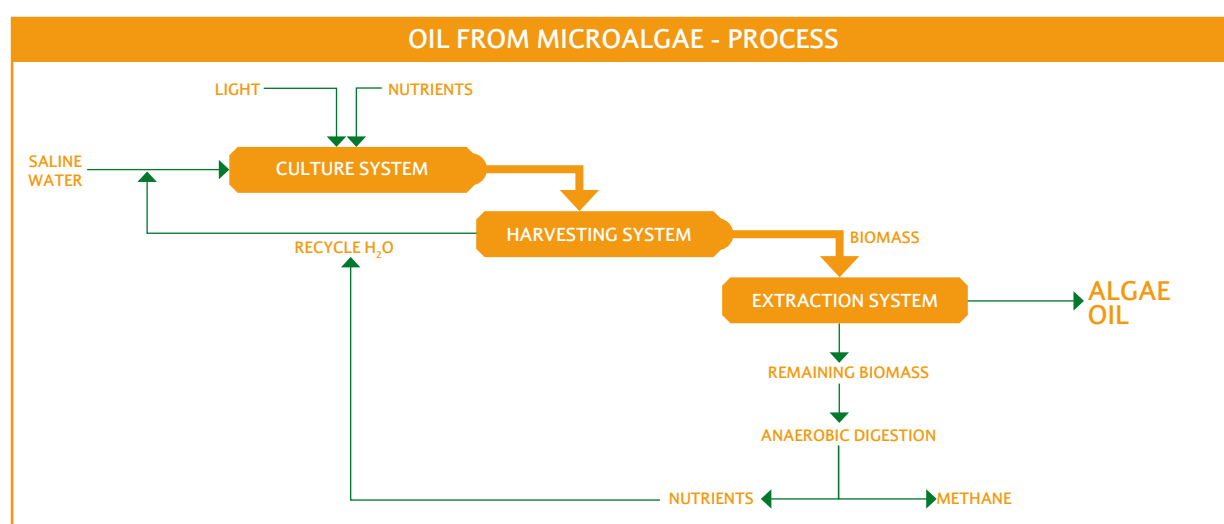 OIL FROM MICROALGAE - PROCESS
LIGHT
NUTRIENTS
SALINE
WATER
CULTURE SYSTEM
HARVESTING SYSTEM
RECYCLE H₂O
BIOMASS
EXTRACTION SYSTEM
ALGAE
OIL
REMAINING BIOMASS
ANAEROBIC DIGESTION
NUTRIENTS
METHANE